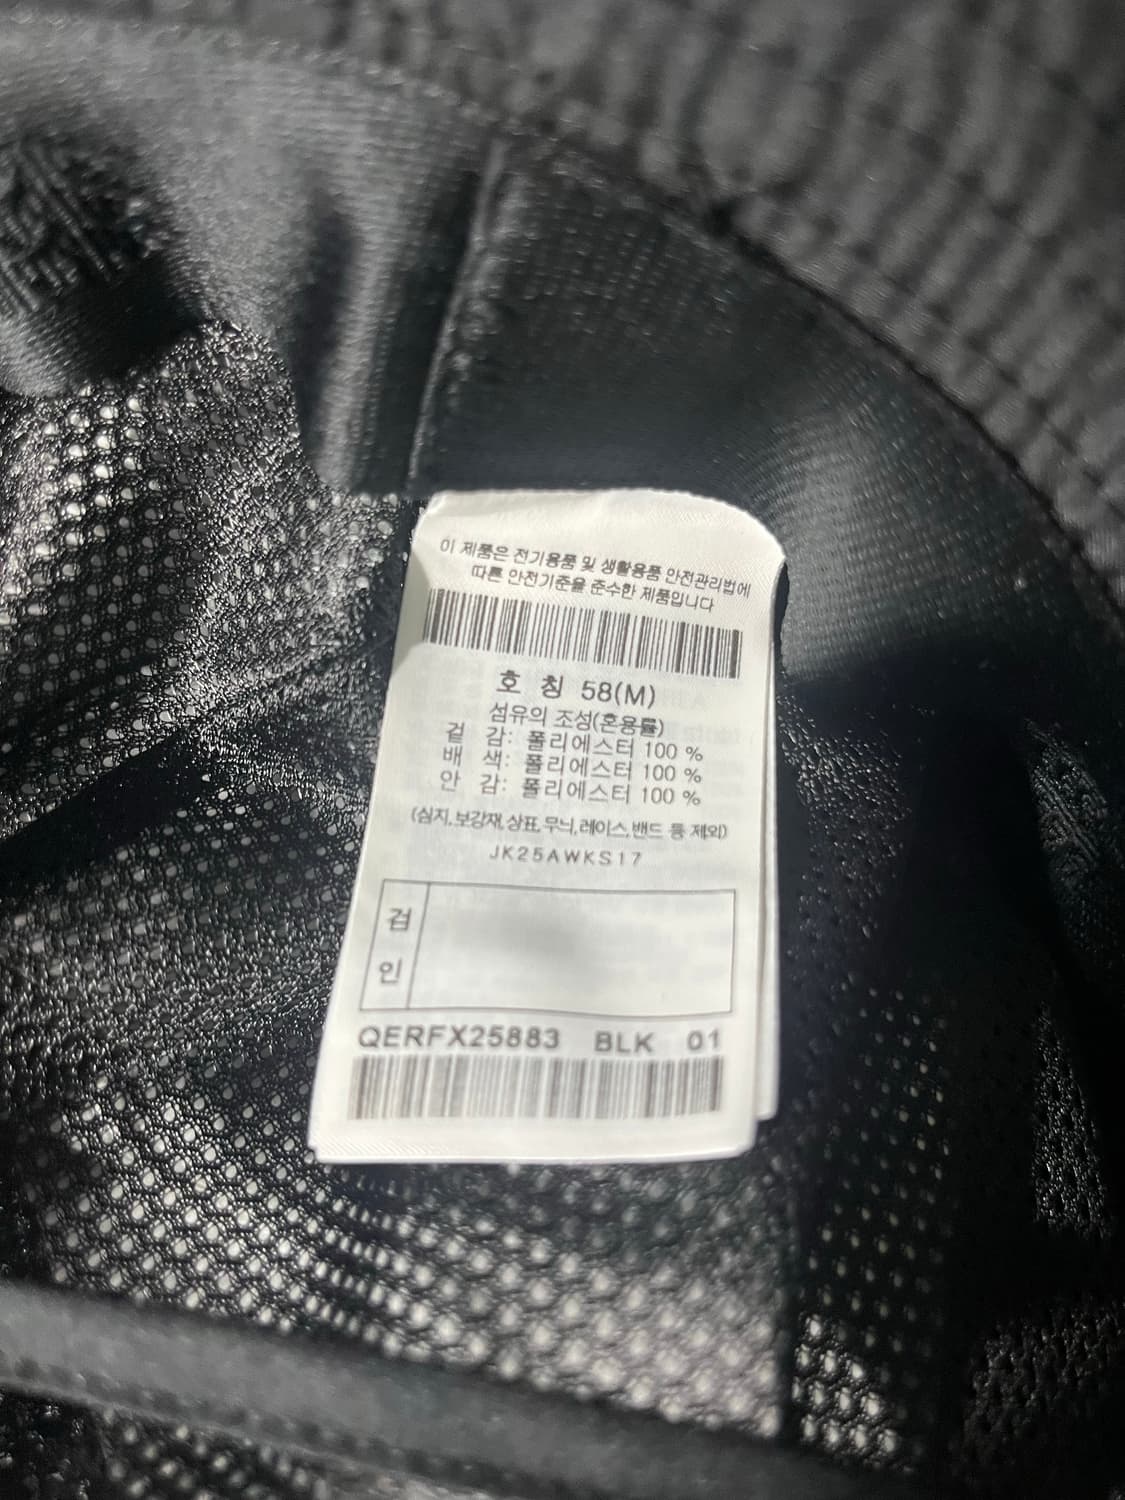 이 제품은 전기용품 및 생활용품 안전관리법에
따른 안전기준을 준수한 제품입니다
호 칭 58(M)
섬유의 조성(혼용률)
겉 감: 폴리에스터 100 %
배 색: 폴리에스터 100 %
안 감: 폴리에스터 100 %
(심지,보강재,상표,무늬,레이스,밴드 등 제외)
JK25AWKS17
검
인
QERFX25883 BLK 01